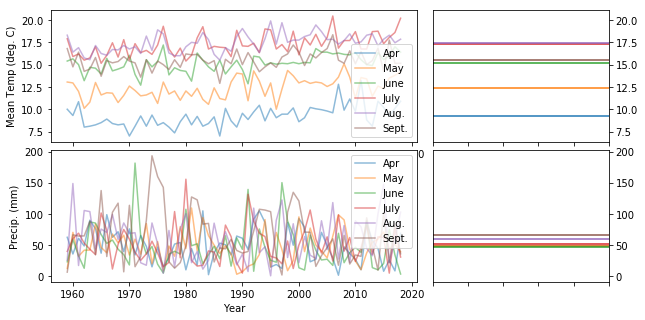 20.0
17.5
15.0
12.5
10.0
7.5
Mean Temp (deg. C)
Apr
May
June
July
Aug.
Sept.
20.0
17.5
15.0
12.5
10.0
7.5
200
150
100
50
0
Precip. (mm)
Apr
May
June
July
Aug.
Sept.
200
150
100
50
0
1960
1970
1980
1990
2000
2010
2020
Year